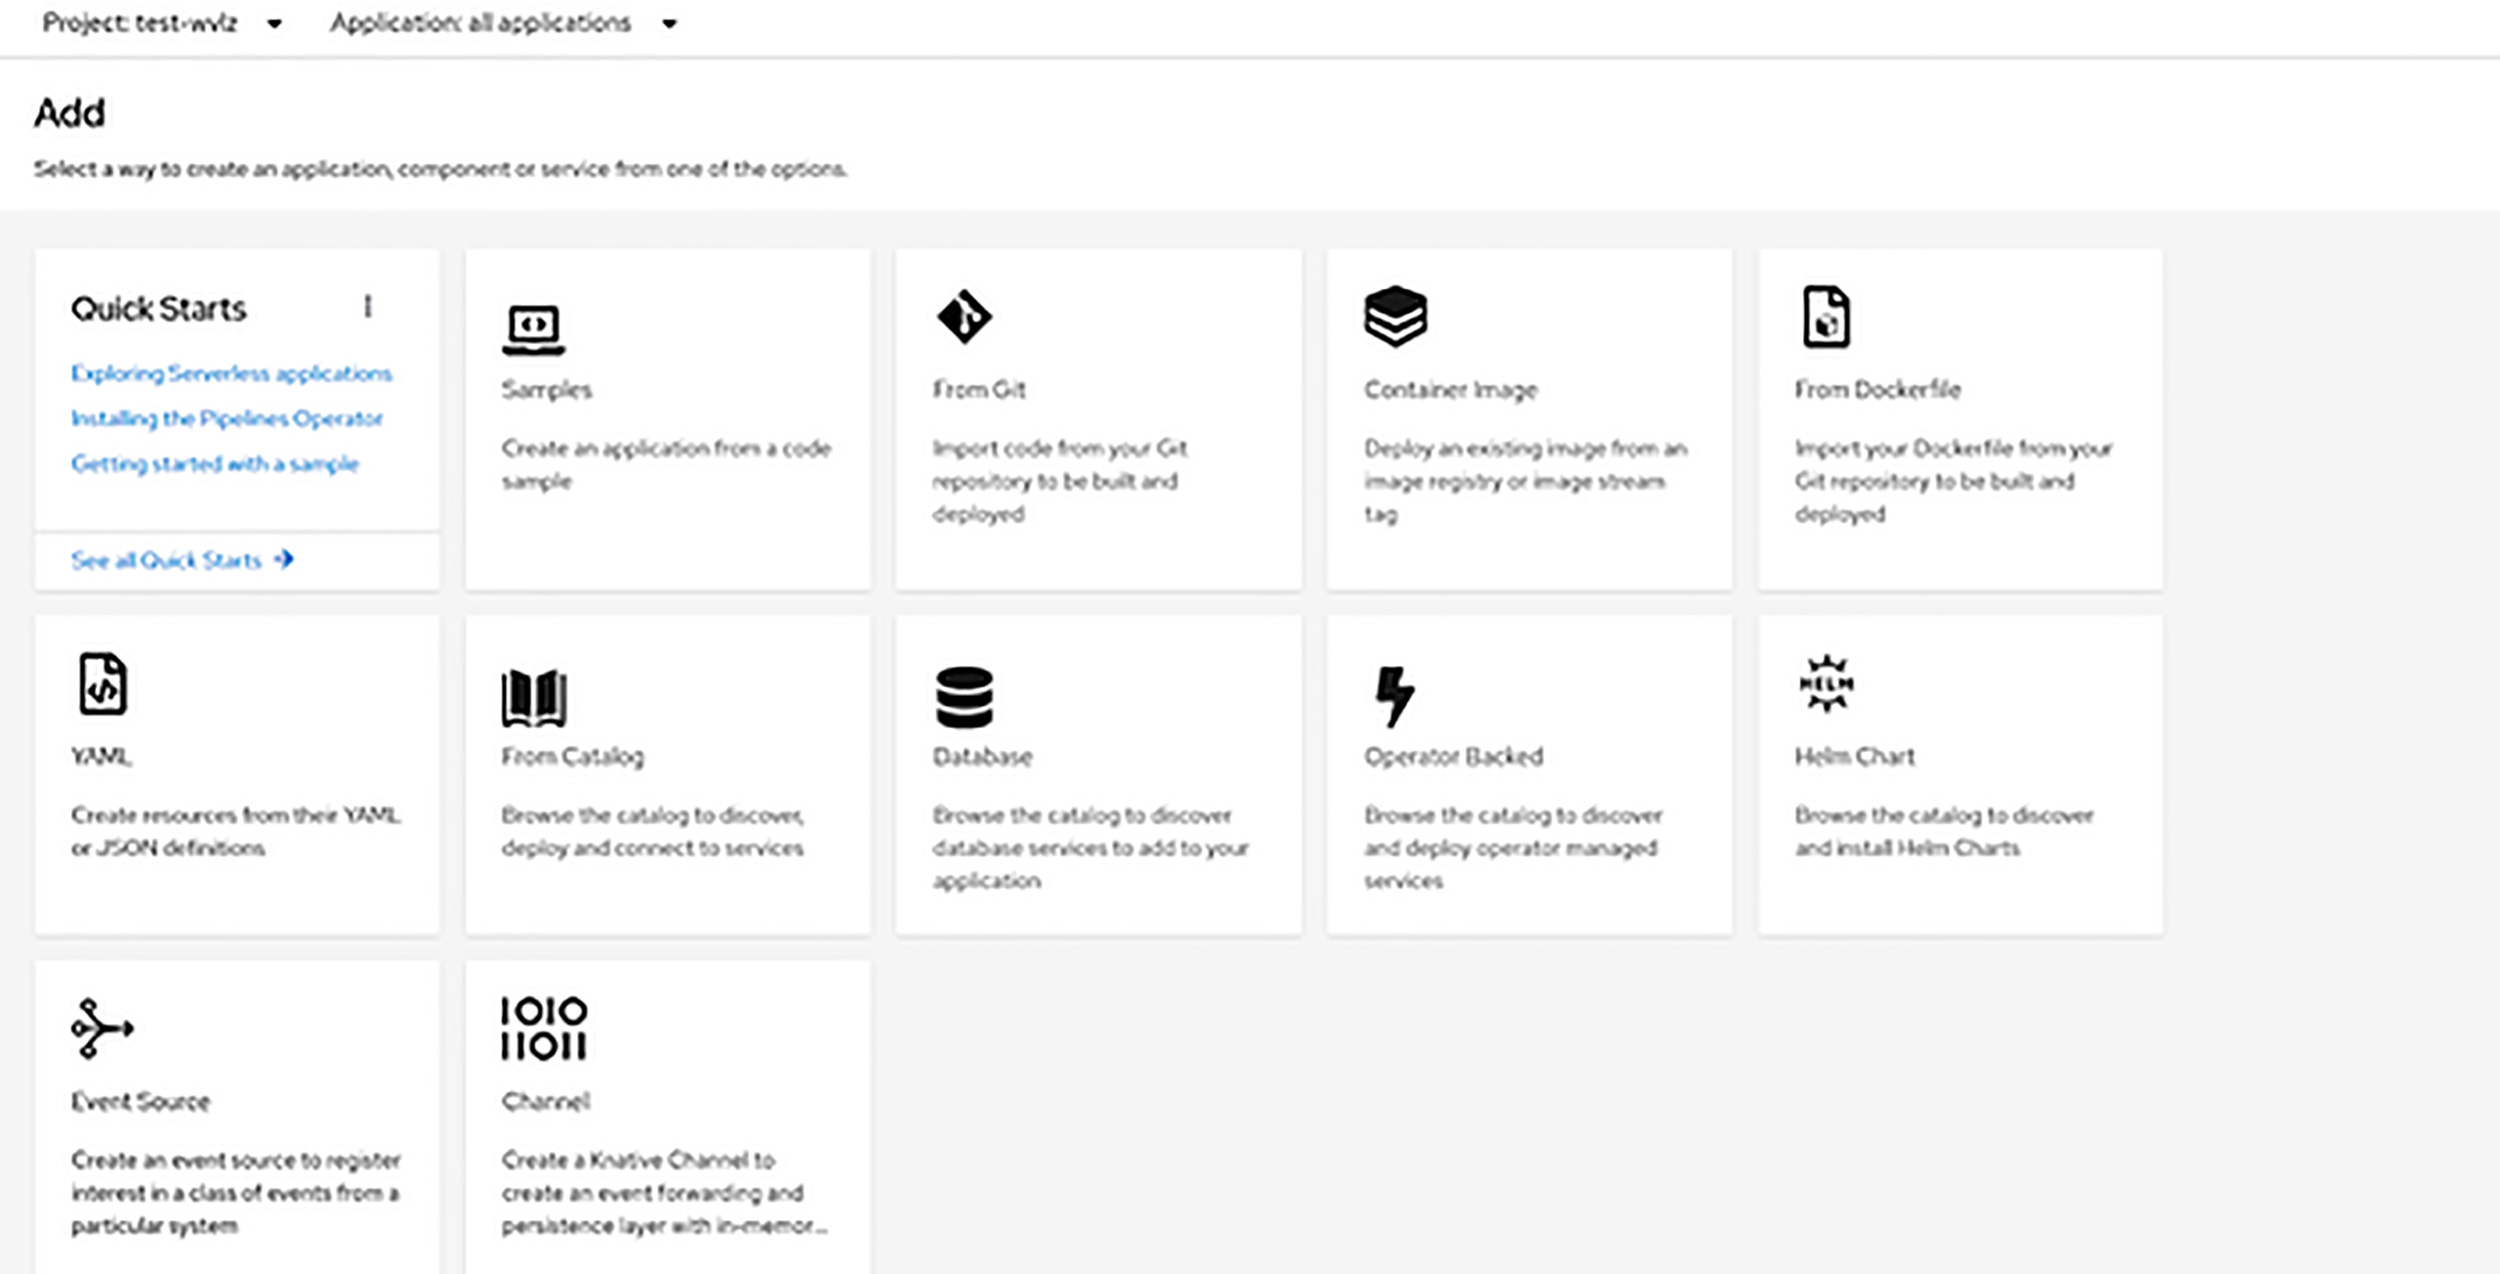 Project: test-wvlz
Application: all applications
Add
Select a way to create an application, component or service from one of the options.
Quick Starts
Exploring Serverless applications
Installing the Pipelines Operator
Getting started with a sample
See all Quick Starts →
Samples
Create an application from a code
sample
From Git
Import code from your Git
repository to be built and
deployed
Container Image
Deploy an existing image from an
image registry or image stream
tag
From Dockerfile
Import your Dockerfile from your
Git repository to be built and
deployed
YAML
Create resources from their YAML
or JSON definitions
From Catalog
Browse the catalog to discover,
deploy and connect to services
Database
Browse the catalog to discover
database services to add to your
application
Operator Backed
Browse the catalog to discover
and deploy operator managed
services
HELM
Helm Chart
Browse the catalog to discover
and install Helm Charts
Event Source
Create an event source to register
interest in a class of events from a
particular system
1010
11011
Channel
Create a Knative Channel to
create an event forwarding and
persistence layer with in-memor...